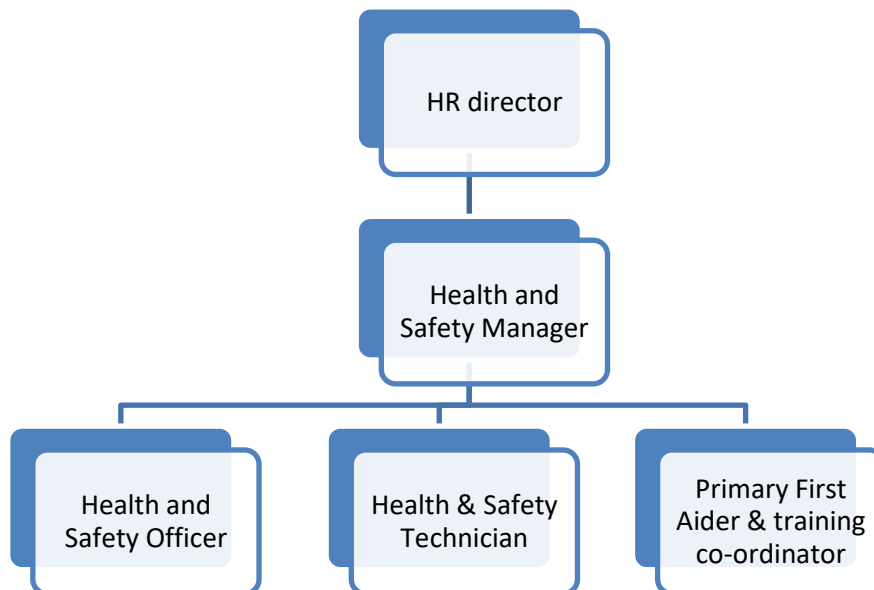 HR director
Health and
Safety Manager
Health and
Safety Officer
Health & Safety
Technician
Primary First
Aider & training
co-ordinator